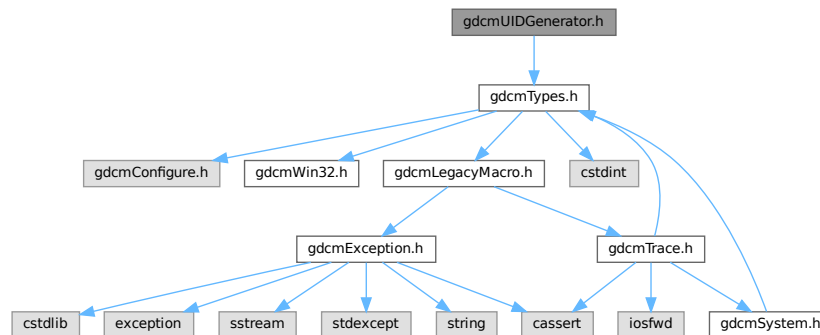 gdcmUIDGenerator.h
gdcmTypes.h
gdcmConfigure.h
gdcmWin32.h
gdcmLegacyMacro.h
cstdint
gdcmException.h
gdcmTrace.h
cstdlib
exception
sstream
stdexcept
string
cassert
iosfwd
gdcmSystem.h